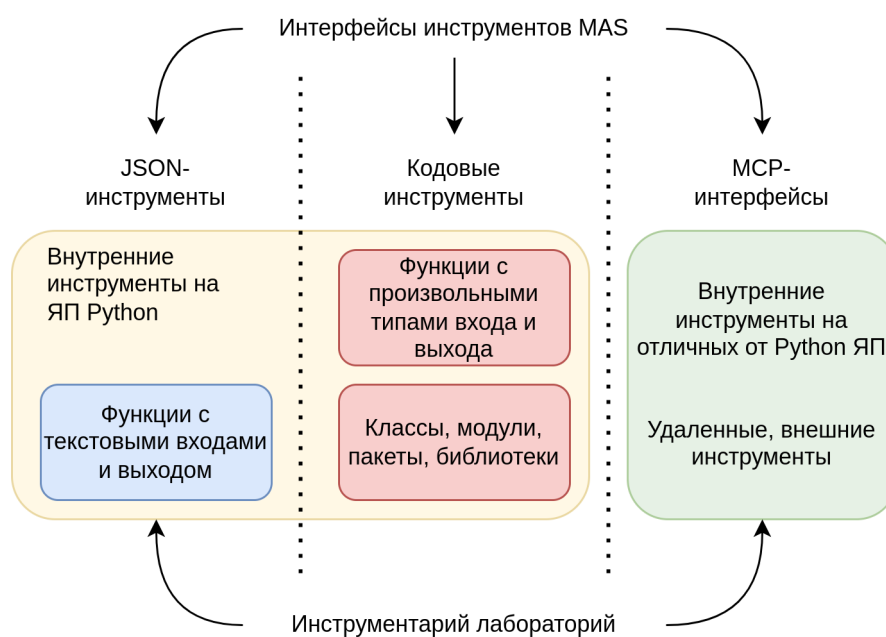 Интерфейсы инструментов MAS
JSON-
инструменты
Кодовые
инструменты
MCP-
интерфейсы
Внутренние
инструменты на
ЯП Python
Функции с
текстовыми входами
и выходом
Функции с
произвольными
типами входа и
выхода
Классы, модули,
пакеты, библиотеки
Внутренние
инструменты на
отличных от Python ЯП
Удаленные, внешние
инструменты
Инструментарий лабораторий